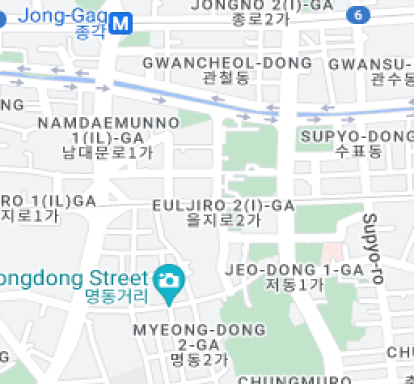 JONGNO 2(I)-GA
종로2가
Jong-Gag
종각
M
6
GWANCHEOL-DONG
관철동
GWANSU-
관수동
NG
NAMDAEMUNNO
1(IL)-GA
남대문로1가
SUPYO-DONG
수표동
RO 1(IL)GA
지로1가
EULJIRO 2(I)-GA
을지로2가
Supyo-ro
ongdong Street
명동거리
JEO-DONG 1-GA
저동1가
MYEONG-DONG
2-GA
명동2가
G
CHU
CHUNGMURO